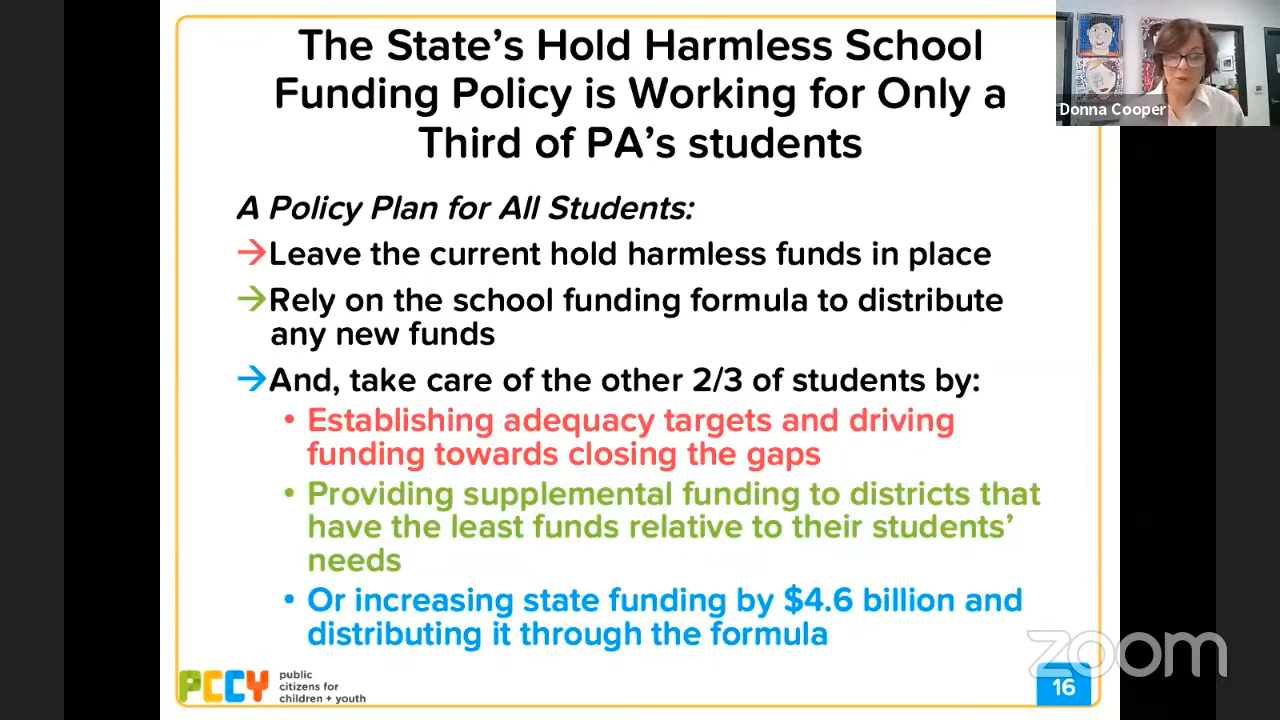 The State's Hold Harmless School
Funding Policy is Working for Only a
Third of PA's students
Donna Cooper
A Policy Plan for All Students:
→Leave the current hold harmless funds in place
→Rely on the school funding formula to distribute
any new funds
→And, take care of the other 2/3 of students by:
• Establishing adequacy targets and driving
funding towards closing the gaps
• Providing supplemental funding to districts that
have the least funds relative to their students'
needs
• Or increasing state funding by $4.6 billion and
distributing it through the formula
zoom
PCCY
public
citizens for
children + youth
16